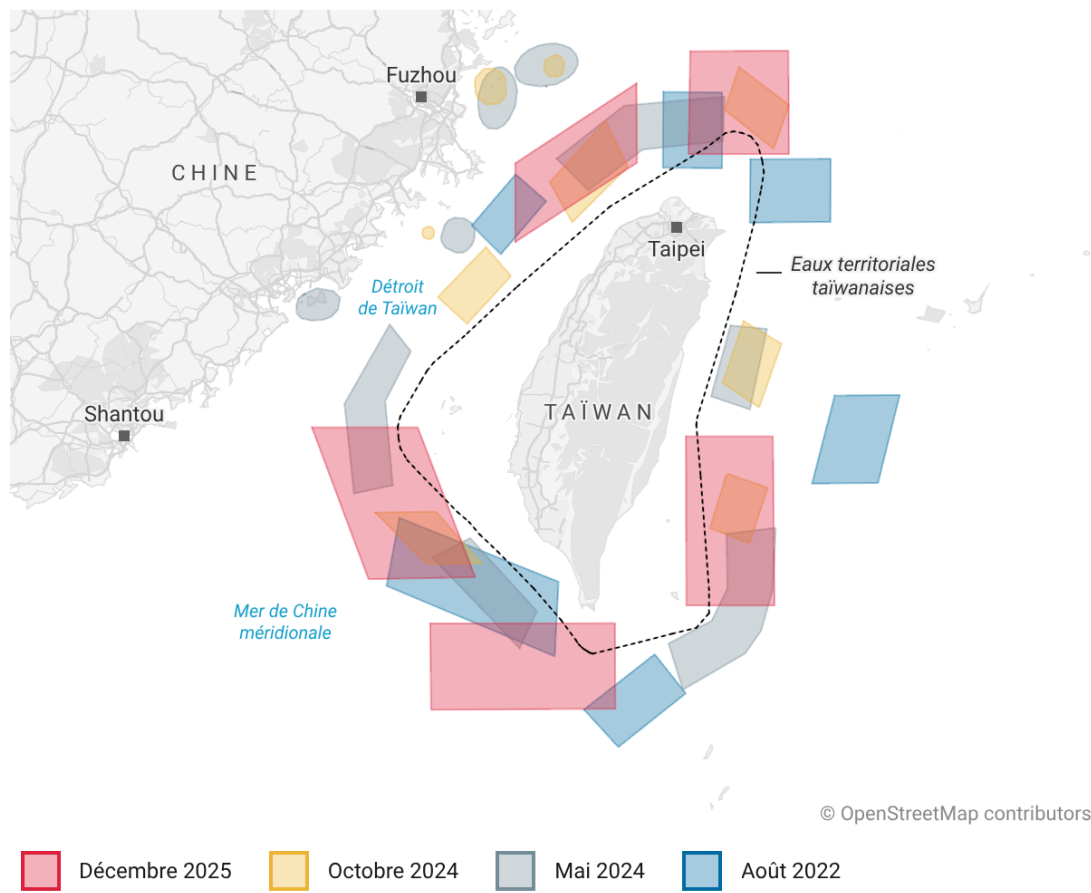 Fuzhou
CHINE
Taipei
Eaux territoriales
taïwanaises
Détroit
de Taïwan
Shantou
TAÏWAN
Mer de Chine
méridionale
© OpenStreetMap contributors
Décembre 2025
Octobre 2024
Mai 2024
Août 2022